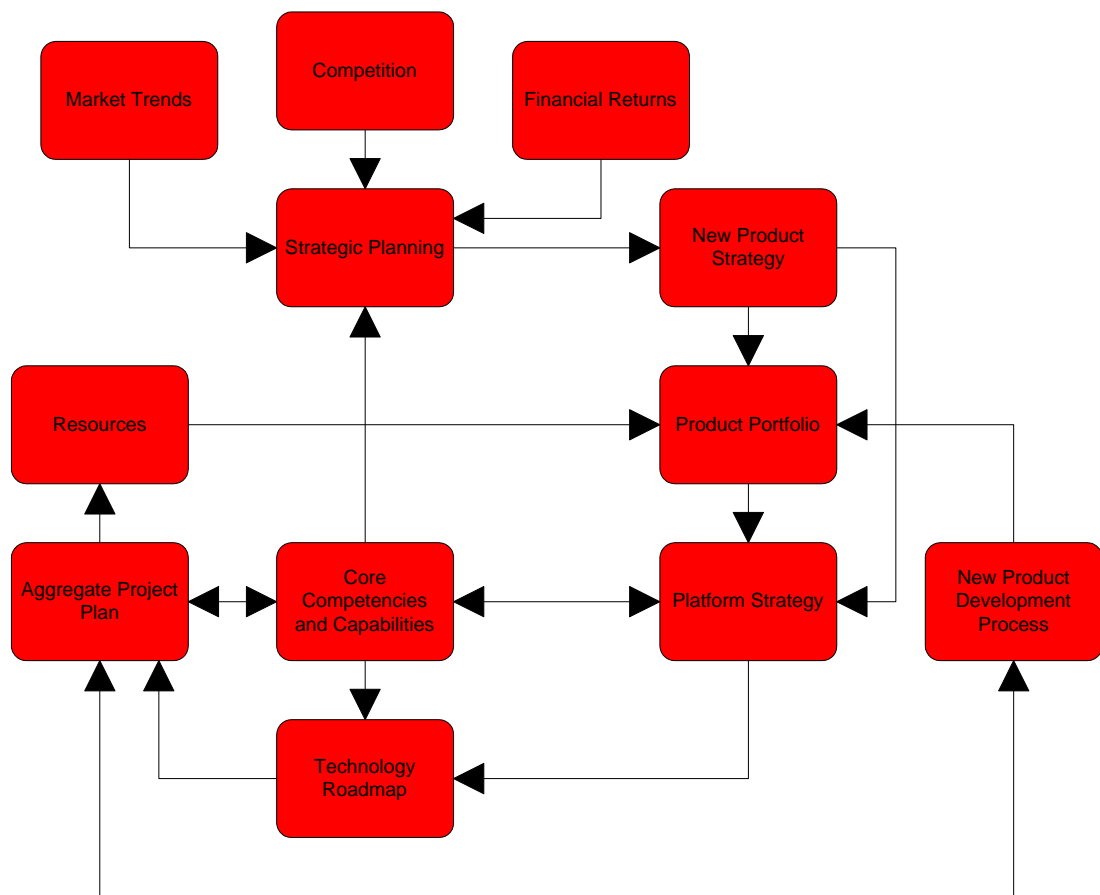 Competition
Market Trends
Financial Returns
Strategic Planning
New Product
Strategy
Resources
Product Portfolio
Aggregate Project
Plan
Core
Competencies
and Capabilities
Platform Strategy
New Product
Development
Process
Technology
Roadmap